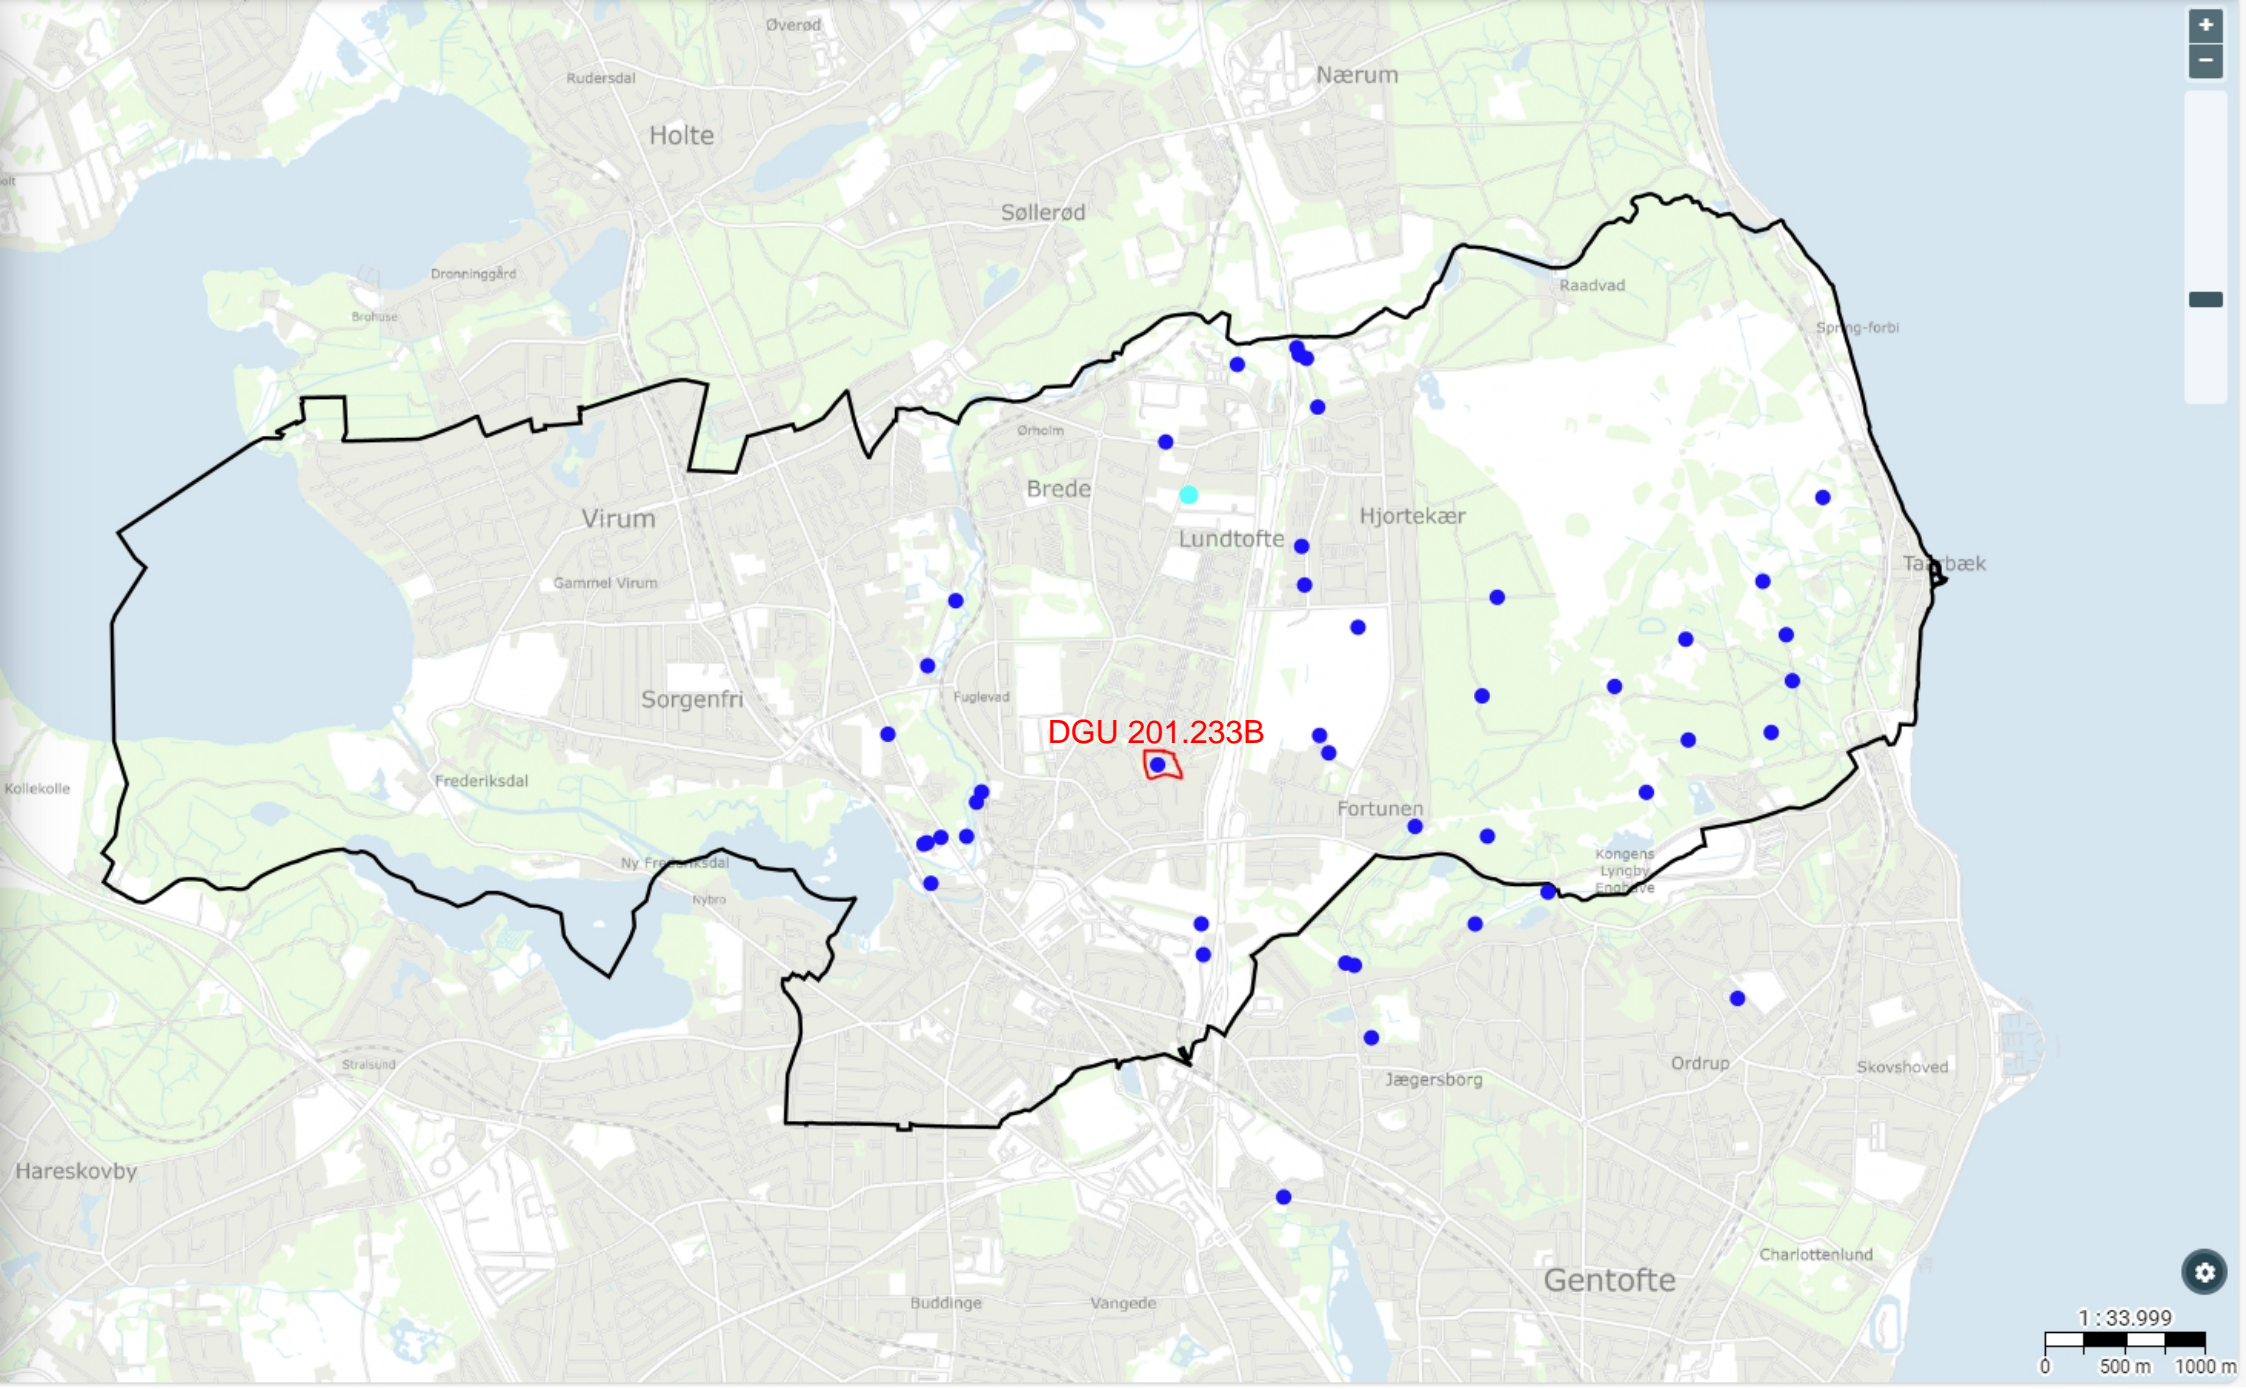 Øverød
Nærum
Rudersdal
Holte
olt
Søllerød
Dronninggård
Raadvad
Brohuse
Spring-forbi
Ørholm
Brede
Hjortekær
Virum
Lundtofte
Taarbæk
Gammel Virum
Sorgenfri
Fuglevad
DGU 201.233B
Frederiksdal
Kollekolle
Fortunen
Ny Frederiksdal
Kongens
Lyngby
Enghave
Nybro
Stralsund
Ordrup
Skovshoved
Jægersborg
Hareskovby
Charlottenlund
Gentofte
Buddinge
Vangede
+
−
1 : 33.999
0 500 m 1000 m